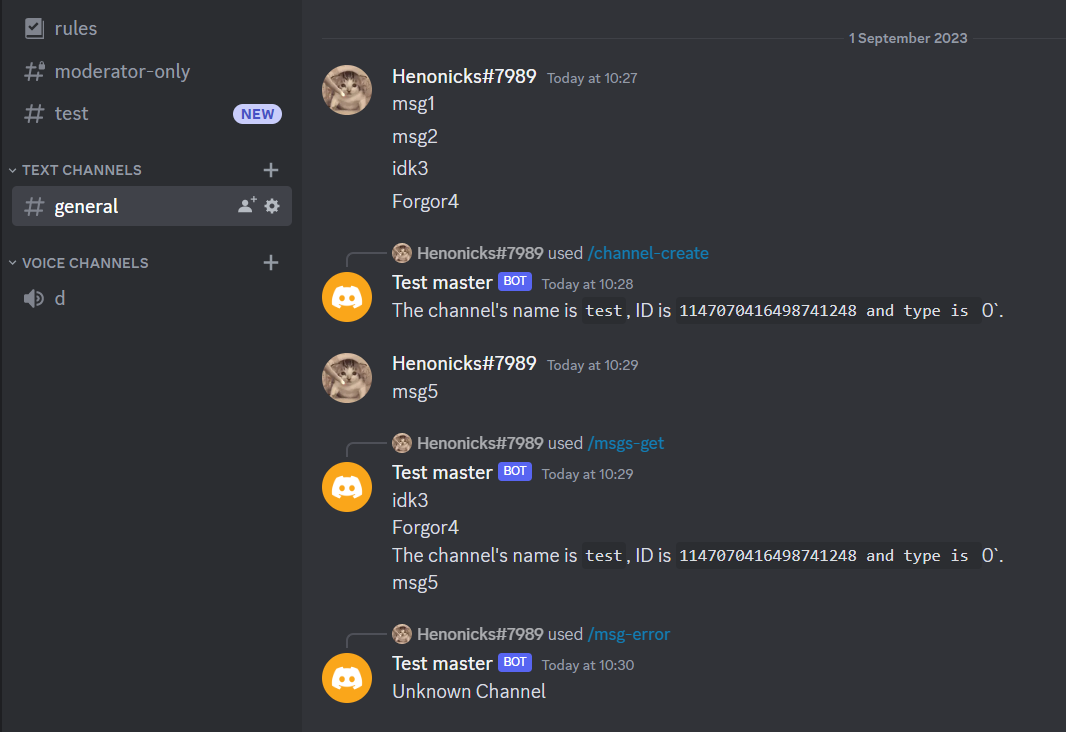 rules
moderator-only
test NEW
TEXT CHANNELS
general
VOICE CHANNELS
d
1 September 2023
Henonicks#7989 Today at 10:27
msg1
msg2
idk3
Forgor4
Henonicks#7989 used /channel-create
Test master BOT Today at 10:28
The channel's name is test, ID is 1147070416498741248 and type is 0`.
Henonicks#7989 Today at 10:29
msg5
Henonicks#7989 used /msgs-get
Test master BOT Today at 10:29
idk3
Forgor4
The channel's name is test, ID is 1147070416498741248 and type is 0`.
msg5
Henonicks#7989 used /msg-error
Test master BOT Today at 10:30
Unknown Channel